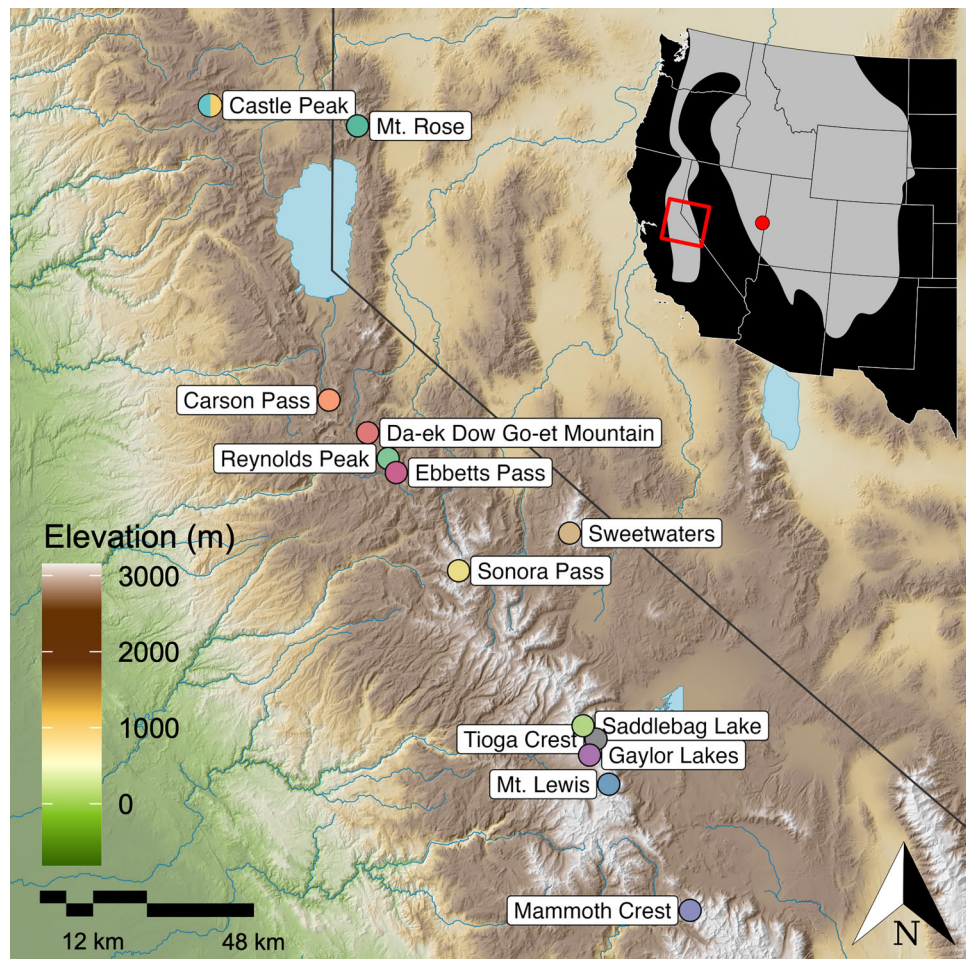 Castle Peak
Mt. Rose
Carson Pass
Da-ek Dow Go-et Mountain
Reynolds Peak
Ebbetts Pass
Sweetwaters
Elevation (m)
Sonora Pass
3000
2000
1000
0
Saddlebag Lake
Tioga Crest
Gaylor Lakes
Mt. Lewis
Mammoth Crest
12 km
48 km
N